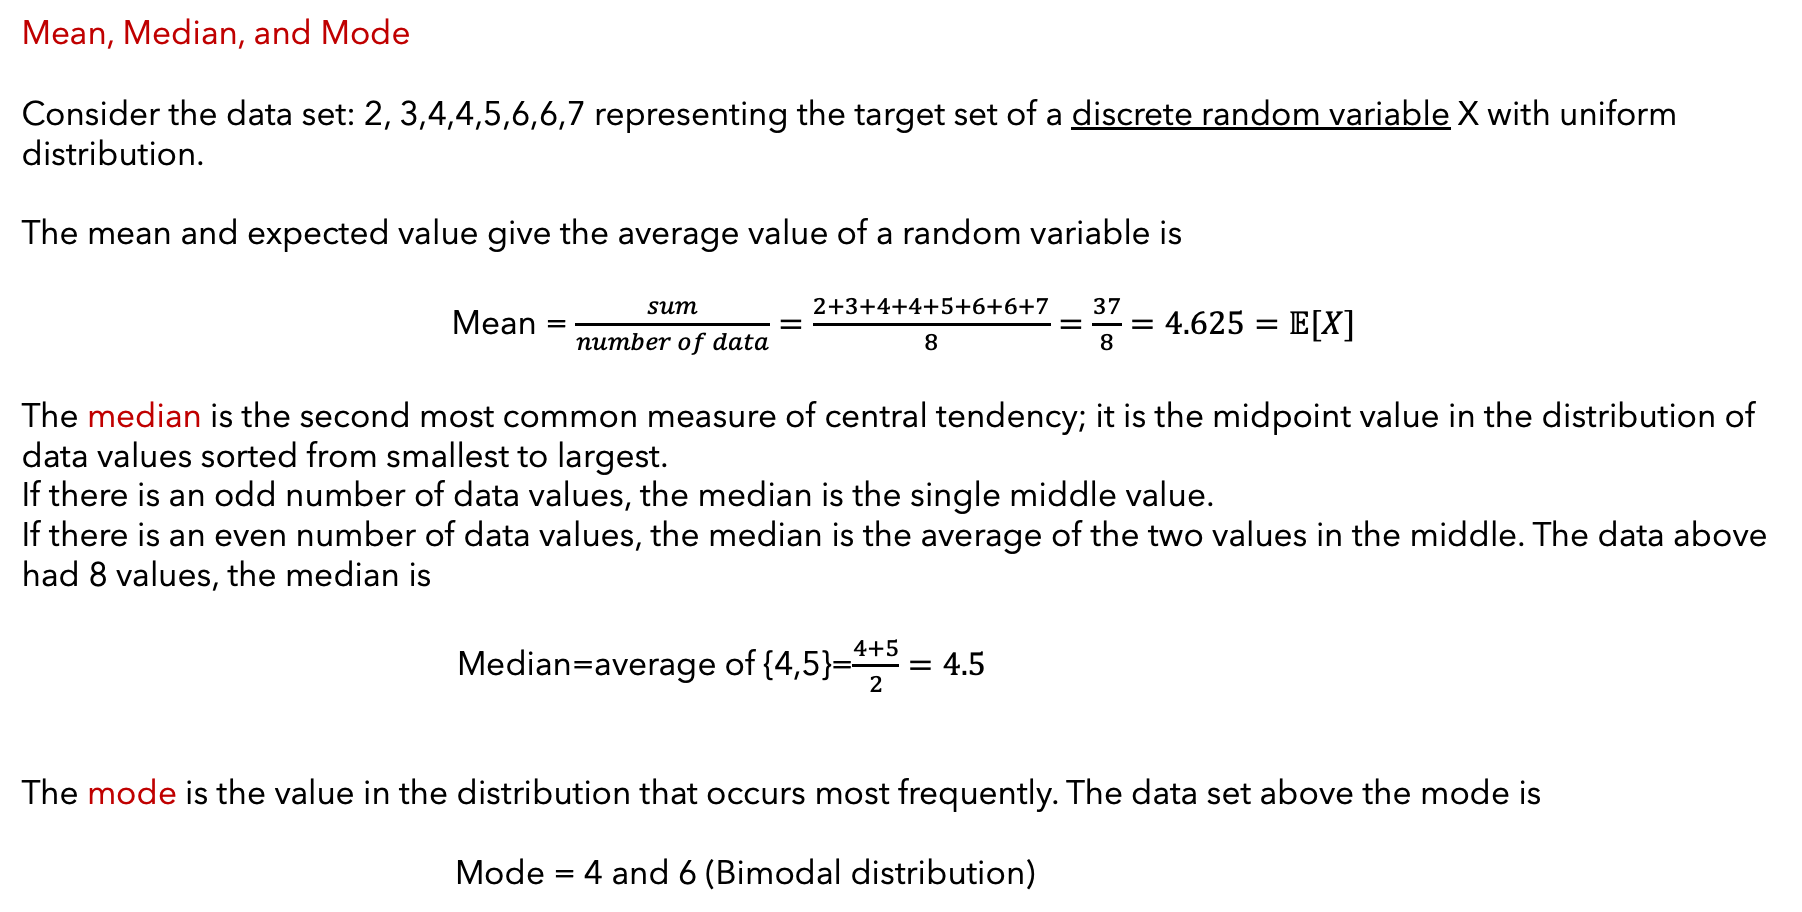 Mean, Median, and Mode
Consider the data set: 2, 3,4,4,5,6,6,7 representing the target set of a discrete random variable X with uniform
distribution.
The mean and expected value give the average value of a random variable is
Mean = sum/number of data = 2+3+4+4+5+6+6+7/8 = 37/8 = 4.625 = 𝔼[X]
The median is the second most common measure of central tendency; it is the midpoint value in the distribution of
data values sorted from smallest to largest.
If there is an odd number of data values, the median is the single middle value.
If there is an even number of data values, the median is the average of the two values in the middle. The data above
had 8 values, the median is
Median=average of {4,5}=4+5/2 = 4.5
The mode is the value in the distribution that occurs most frequently. The data set above the mode is
Mode = 4 and 6 (Bimodal distribution)